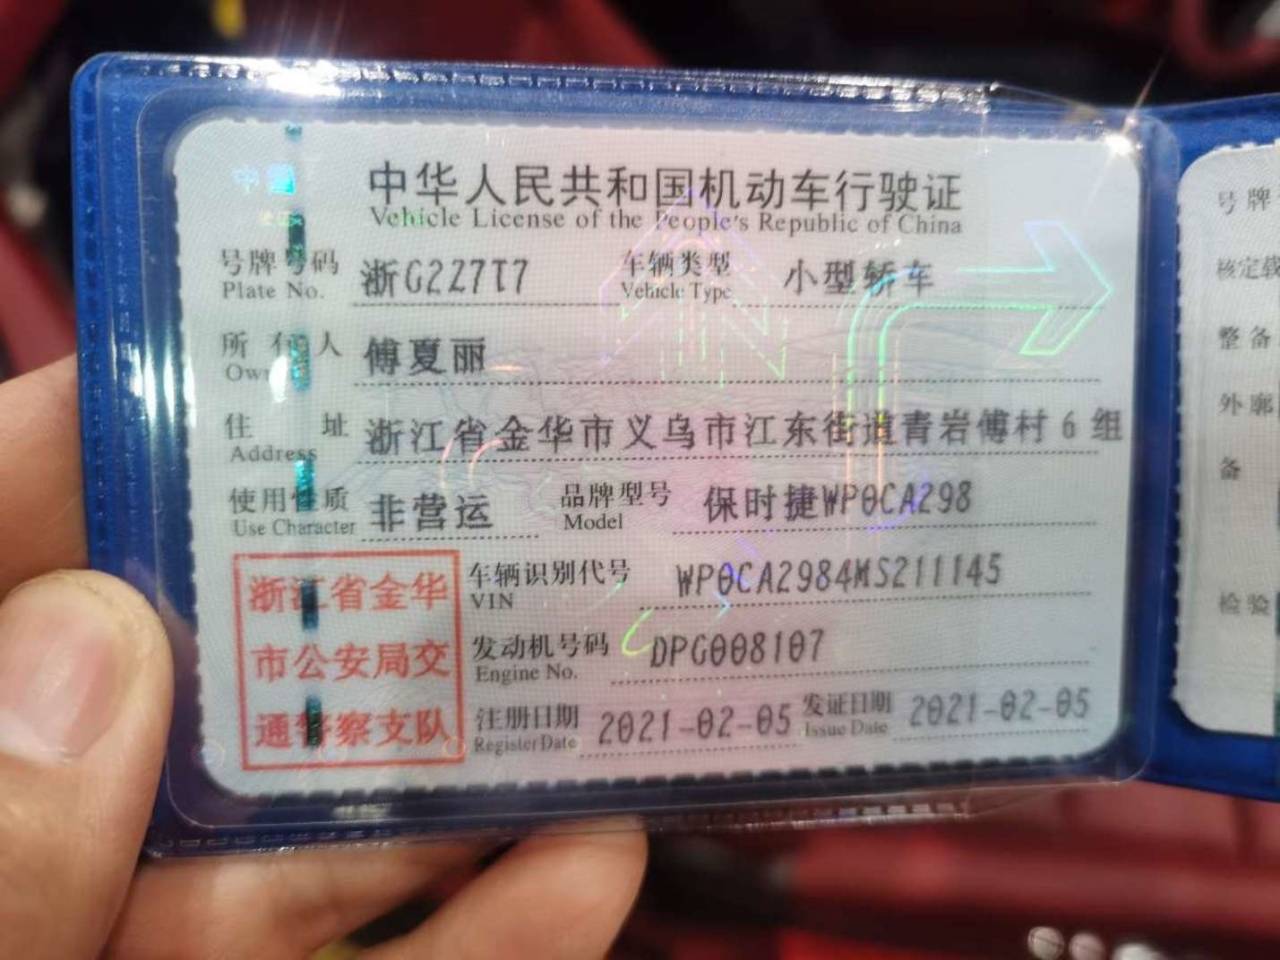 中华人民共和国机动车行驶证
Vehicle License of the People's Republic of China
号牌号码 浙G2Z7T7 车辆类型 小型轿车
Plate No. Vehicle Type
所有人 傅夏丽
Owner
住址 浙江省金华市义乌市江东街道青岩傅村6组
Address
使用性质 非营运 品牌型号 保时捷WP0CA298
Use Character Model
浙江省金华
市公安局交
通警察支队
车辆识别代号 WP0CA2984MS211145
VIN
发动机号码 DPG008107
Engine No.
注册日期 2021-02-05 发证日期 2021-02-05
Register Date Issue Date
号牌
核定载
整备
外廓
备
检验